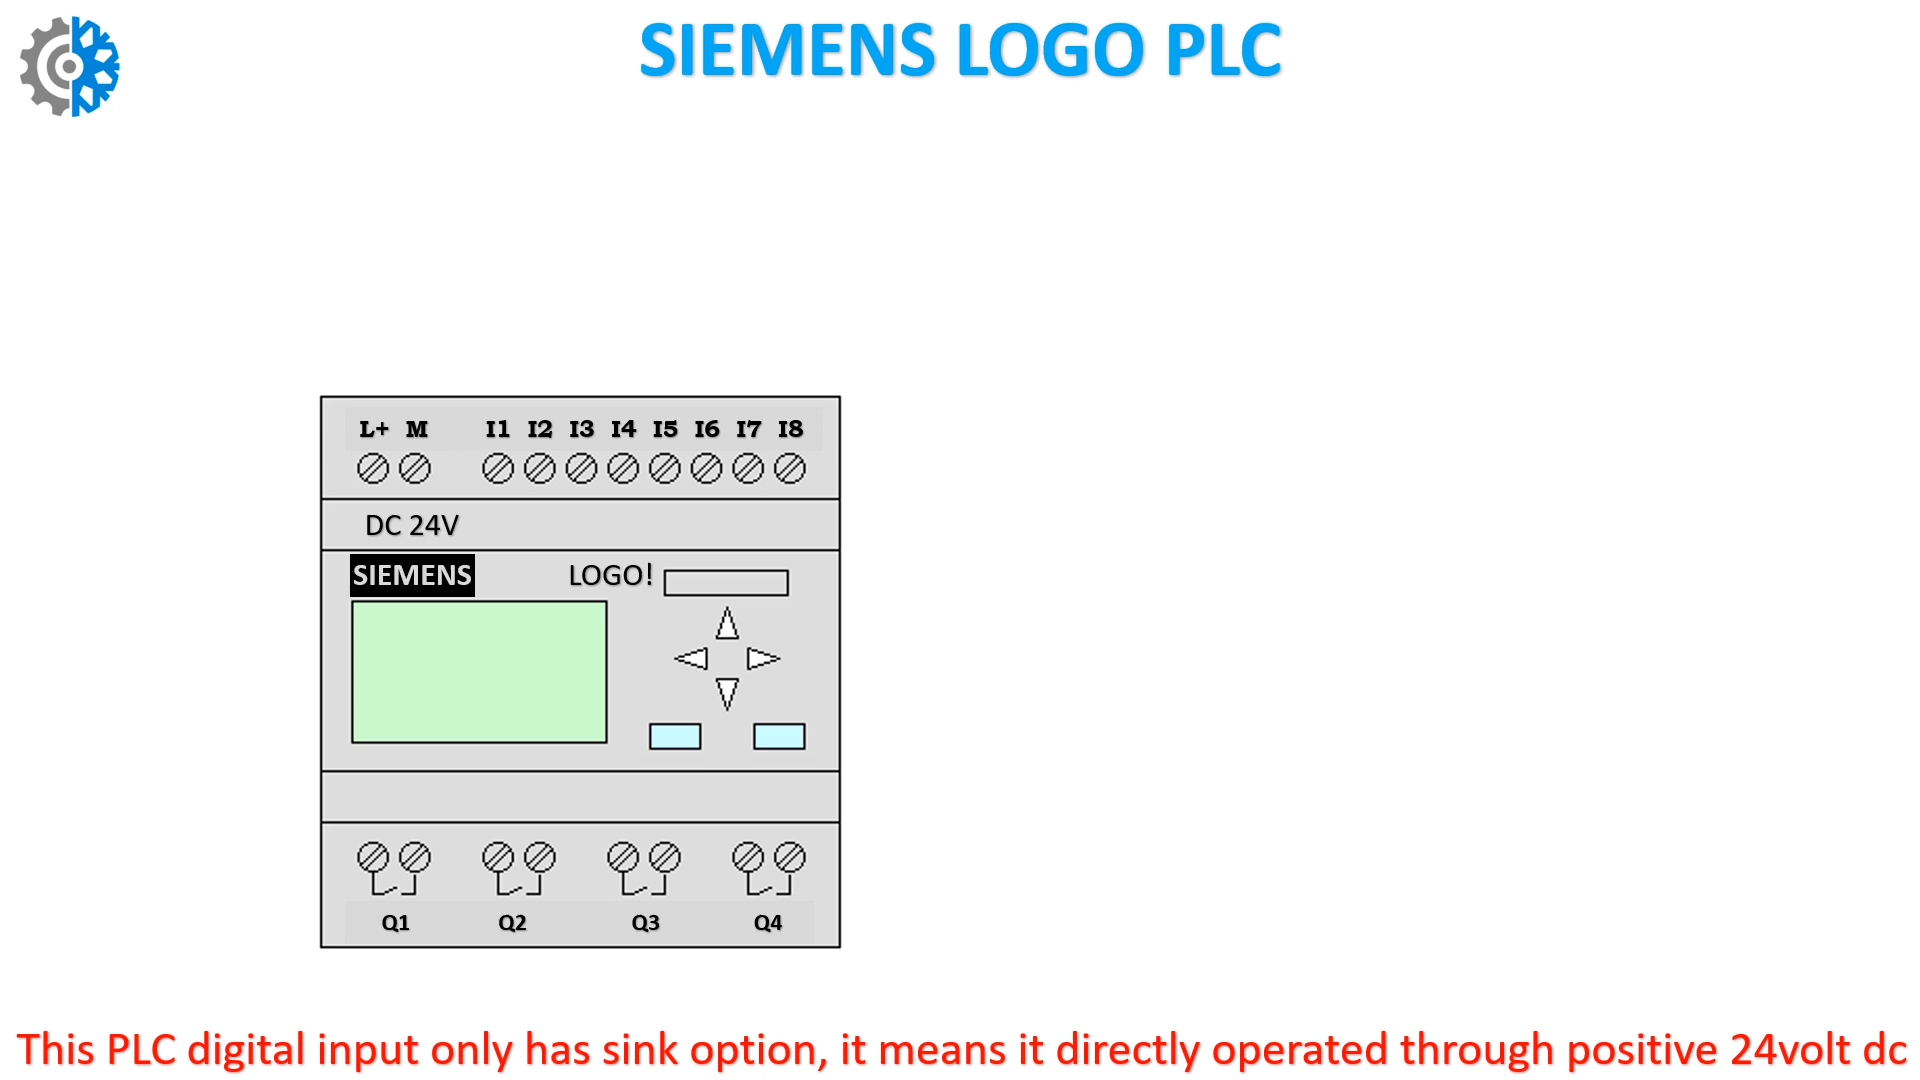 SIEMENS LOGO PLC
L+ M I1 I2 I3 I4 I5 I6 I7 I8
DC 24V
SIEMENS LOGO!
Q1 Q2 Q3 Q4
This PLC digital input only has sink option, it means it directly operated through positive 24volt dc